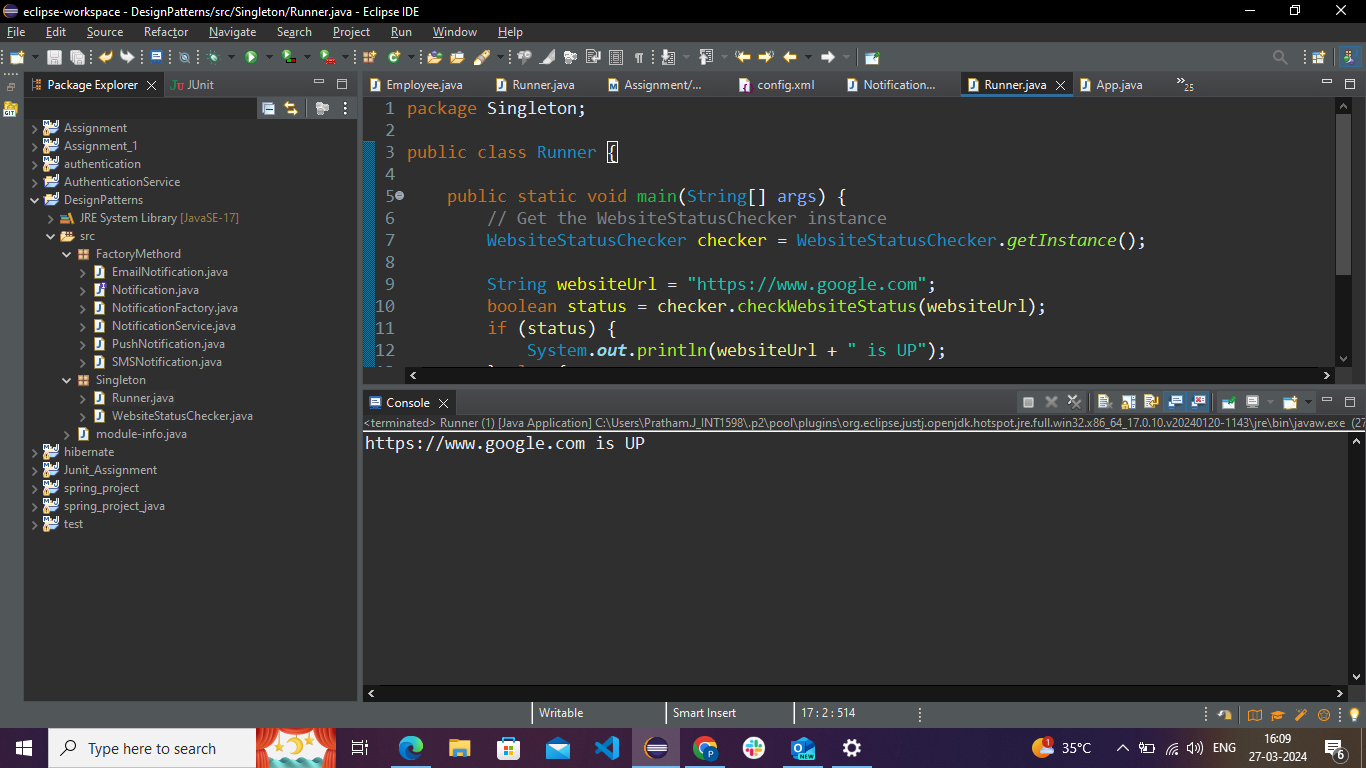 eclipse-workspace - DesignPatterns/src/Singleton/Runner.java - Eclipse IDE
File Edit Source Refactor Navigate Search Project Run Window Help
Package Explorer
JUnit
Assignment
Assignment_1
authentication
AuthenticationService
DesignPatterns
JRE System Library [JavaSE-17]
src
FactoryMethord
EmailNotification.java
Notification.java
NotificationFactory.java
NotificationService.java
PushNotification.java
SMSNotification.java
Singleton
Runner.java
WebsiteStatusChecker.java
module-info.java
hibernate
Junit_Assignment
spring_project
spring_project_java
test
Employee.java Runner.java Assignment/... config.xml Notification... Runner.java App.java 25
1 package Singleton;
2
3 public class Runner {
4
5 public static void main(String[] args) {
6 // Get the WebsiteStatusChecker instance
7 WebsiteStatusChecker checker = WebsiteStatusChecker.getInstance();
8
9 String websiteUrl = "https://www.google.com";
10 boolean status = checker.checkWebsiteStatus(websiteUrl);
11 if (status) {
12 System.out.println(websiteUrl + " is UP");
Console
<terminated> Runner (1) [Java Application] C:\Users\Pratham.J_INT1598\.p2\pool\plugins\org.eclipse.justj.openjdk.hotspot.jre.full.win32.x86_64_17.0.10.v20240120-1143\jre\bin\javaw.exe (27
https://www.google.com is UP
Writable Smart Insert 17 : 2 : 514
Type here to search
NEW
1
35°C
ENG
16:09
27-03-2024
6